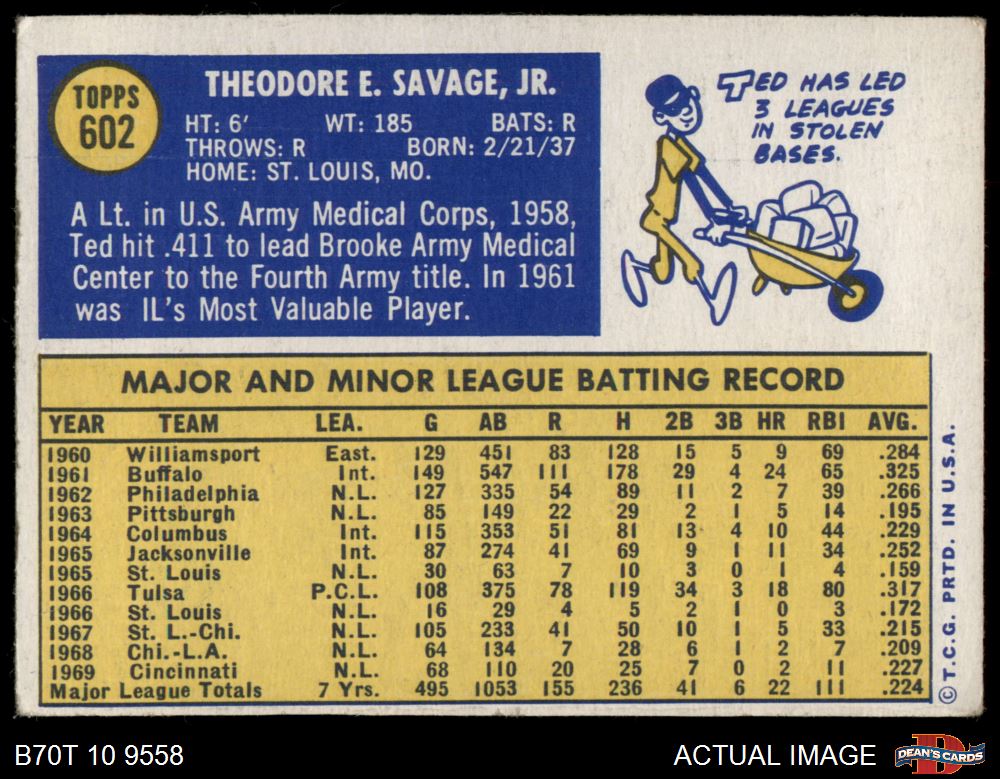 TOPPS
602
THEODORE E. SAVAGE, JR.
HT: 6' WT: 185 BATS: R
THROWS: R BORN: 2/21/37
HOME: ST. LOUIS, MO.
A Lt. in U.S. Army Medical Corps, 1958,
Ted hit .411 to lead Brooke Army Medical
Center to the Fourth Army title. In 1961
was IL's Most Valuable Player.
TED HAS LED
3 LEAGUES
IN STOLEN
BASES.
MAJOR AND MINOR LEAGUE BATTING RECORD
YEAR TEAM LEA. G AB R H 2B 3B HR RBI AVG.
1960 Williamsport East. 129 451 83 128 15 5 9 69 .284
1961 Buffalo Int. 149 547 111 178 29 4 24 65 .325
1962 Philadelphia N.L. 127 335 54 89 11 2 7 39 .266
1963 Pittsburgh N.L. 85 149 22 29 2 1 5 14 .195
1964 Columbus Int. 115 353 51 81 13 4 10 44 .229
1965 Jacksonville Int. 87 274 41 69 9 1 11 34 .252
1965 St. Louis N.L. 30 63 7 10 3 0 1 4 .159
1966 Tulsa P.C.L. 108 375 78 119 34 3 18 80 .317
1966 St. Louis N.L. 16 29 4 5 2 1 0 3 .172
1967 St. L.-Chi. N.L. 105 233 41 50 10 1 5 33 .215
1968 Chi.-L.A. N.L. 64 134 7 28 6 1 2 7 .209
1969 Cincinnati N.L. 68 110 20 25 7 0 2 11 .227
Major League Totals 7 Yrs. 495 1053 155 236 41 6 22 111 .224
© T.C.G. PRTD. IN U.S.A.
B70T 10 9558
ACTUAL IMAGE
DEAN'S CARDS